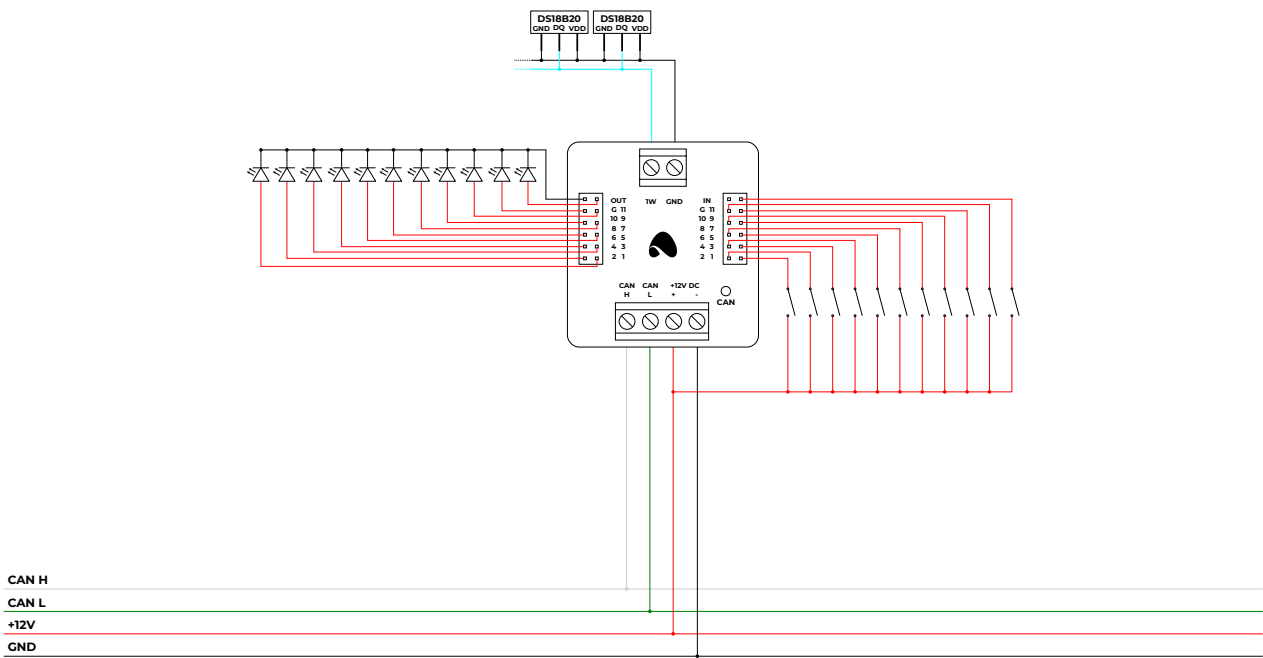 DS18B20 DS18B20
GND DQ VDD GND DQ VDD
OUT 1W GND IN
G 11 G 11
10 9 10 9
8 7 8 7
6 5 6 5
4 3 4 3
2 1 2 1
CAN CAN +12V DC
H L + -
CAN
CAN H
CAN L
+12V
GND